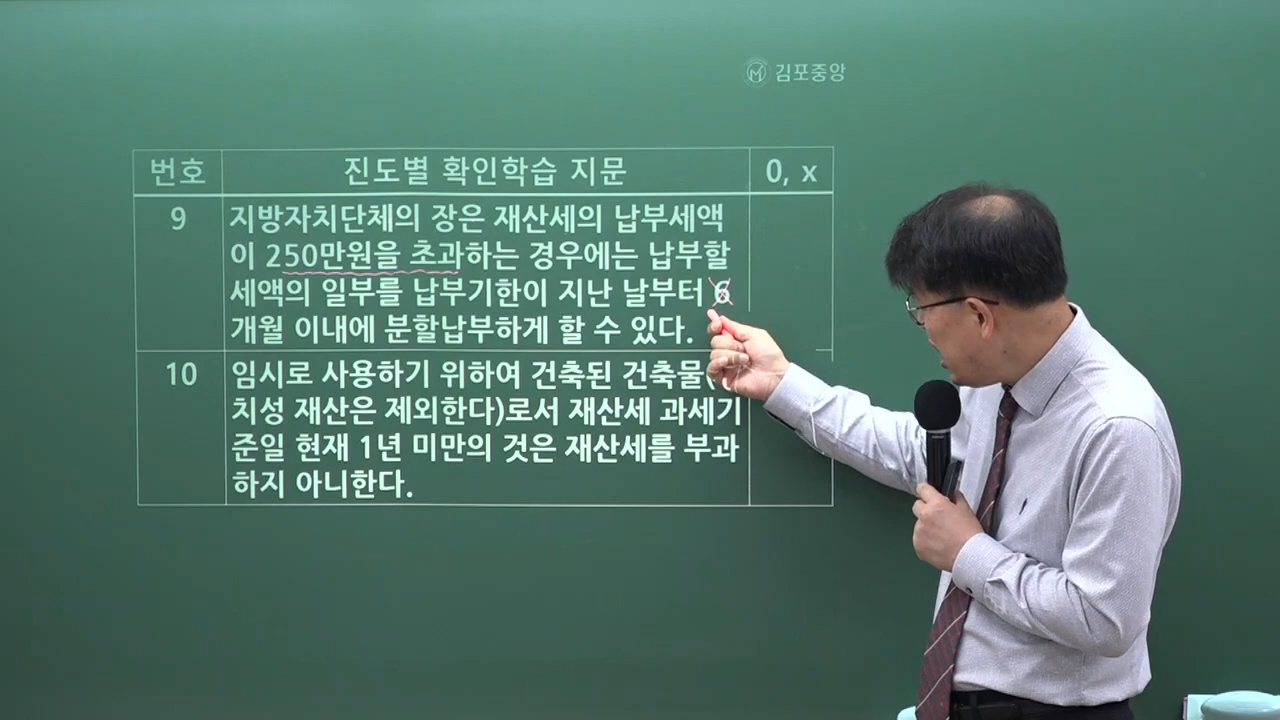 김포중앙
번호 진도별 확인학습 지문 0, x
9 지방자치단체의 장은 재산세의 납부세액
이 250만원을 초과하는 경우에는 납부할
세액의 일부를 납부기한이 지난 날부터 6
개월 이내에 분할납부하게 할 수 있다.
10 임시로 사용하기 위하여 건축된 건축물(
치성 재산은 제외한다)로서 재산세 과세기
준일 현재 1년 미만의 것은 재산세를 부과
하지 아니한다.